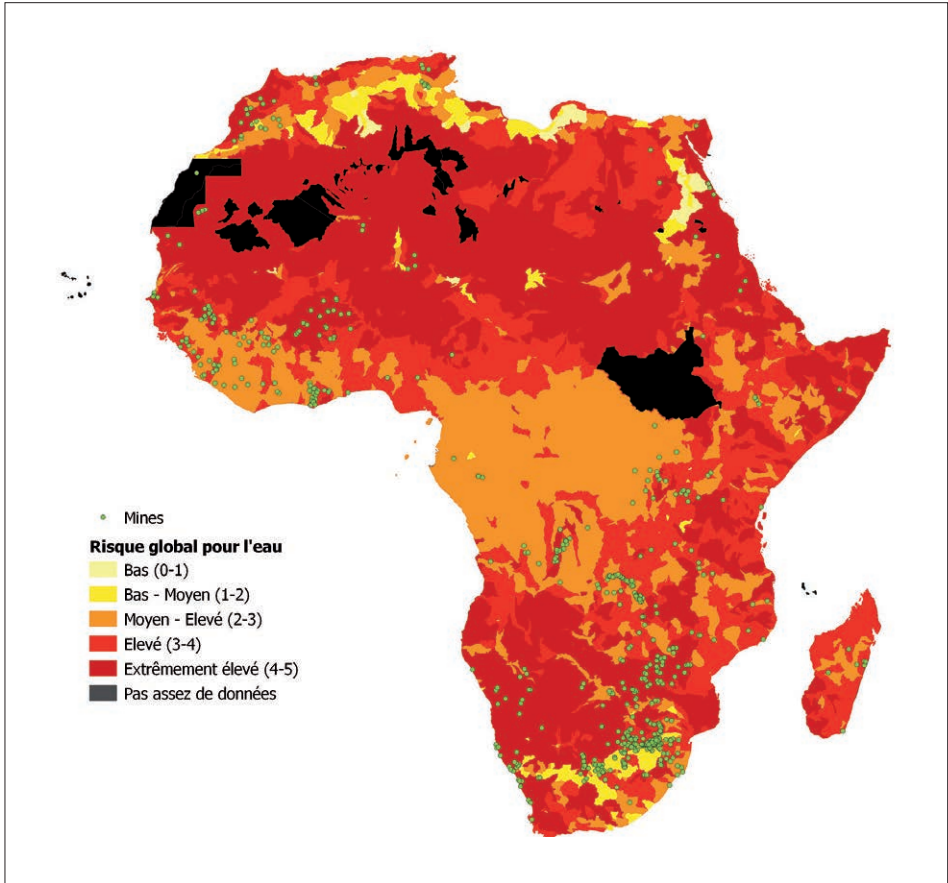 Mines
Risque global pour l'eau
Bas (0-1)
Bas - Moyen (1-2)
Moyen - Elevé (2-3)
Elevé (3-4)
Extrêmement élevé (4-5)
Pas assez de données